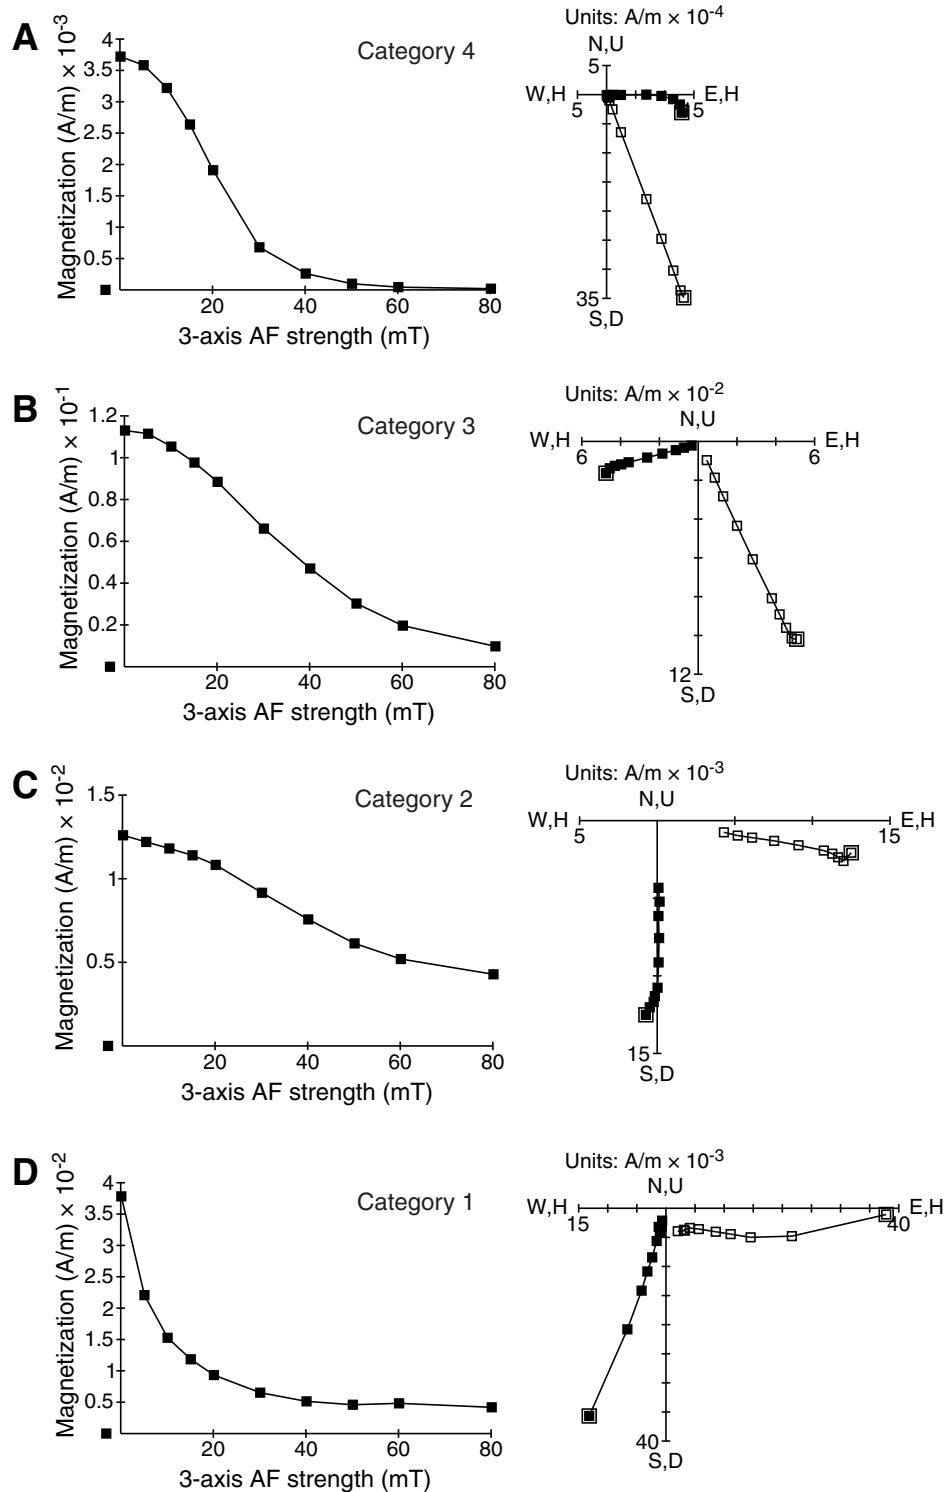 A
Category 4
Magnetization (A/m) × 10-3
4
3.5
3
2.5
2
1.5
1
0.5
20
40
60
80
3-axis AF strength (mT)
Units: A/m × 10-4
N,U
5
W,H
E,H
5
5
35
S,D
B
Category 3
Magnetization (A/m) × 10-1
1.2
1
0.8
0.6
0.4
0.2
20
40
60
80
3-axis AF strength (mT)
Units: A/m × 10-2
N,U
W,H
E,H
6
6
12
S,D
C
Category 2
Magnetization (A/m) × 10-2
1.5
1
0.5
20
40
60
80
3-axis AF strength (mT)
Units: A/m × 10-3
N,U
W,H
E,H
5
15
15
S,D
D
Category 1
Magnetization (A/m) × 10-2
4
3.5
3
2.5
2
1.5
1
0.5
20
40
60
80
3-axis AF strength (mT)
Units: A/m × 10-3
N,U
W,H
E,H
15
40
40
S,D